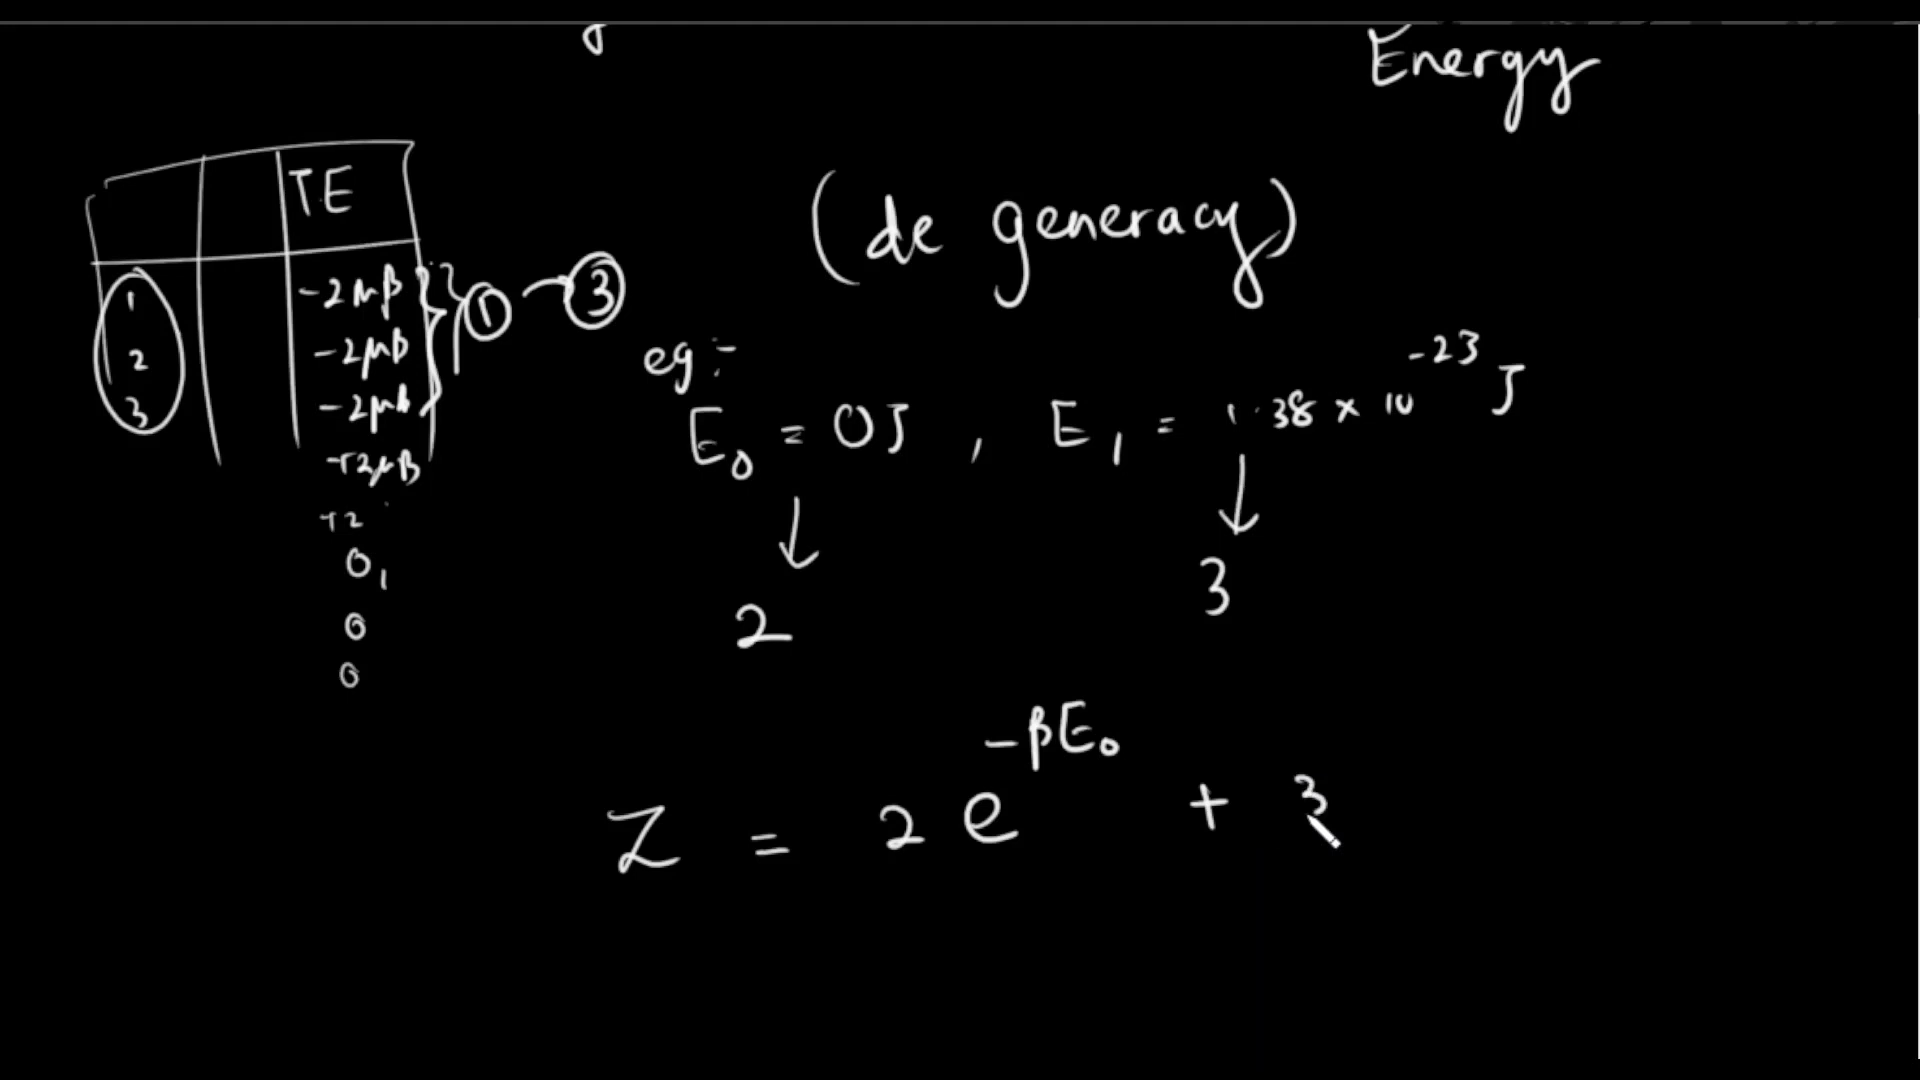 Energy
TE
(de generacy)
1 -2μB } ① 3
2 -2μB
3 -2μB
+2μB
+2
0,
0
0
eg :-
E₀ = 0J , E₁ = 1.38 x 10⁻²³ J
2 3
Z = 2 e^-βE₀ + 3